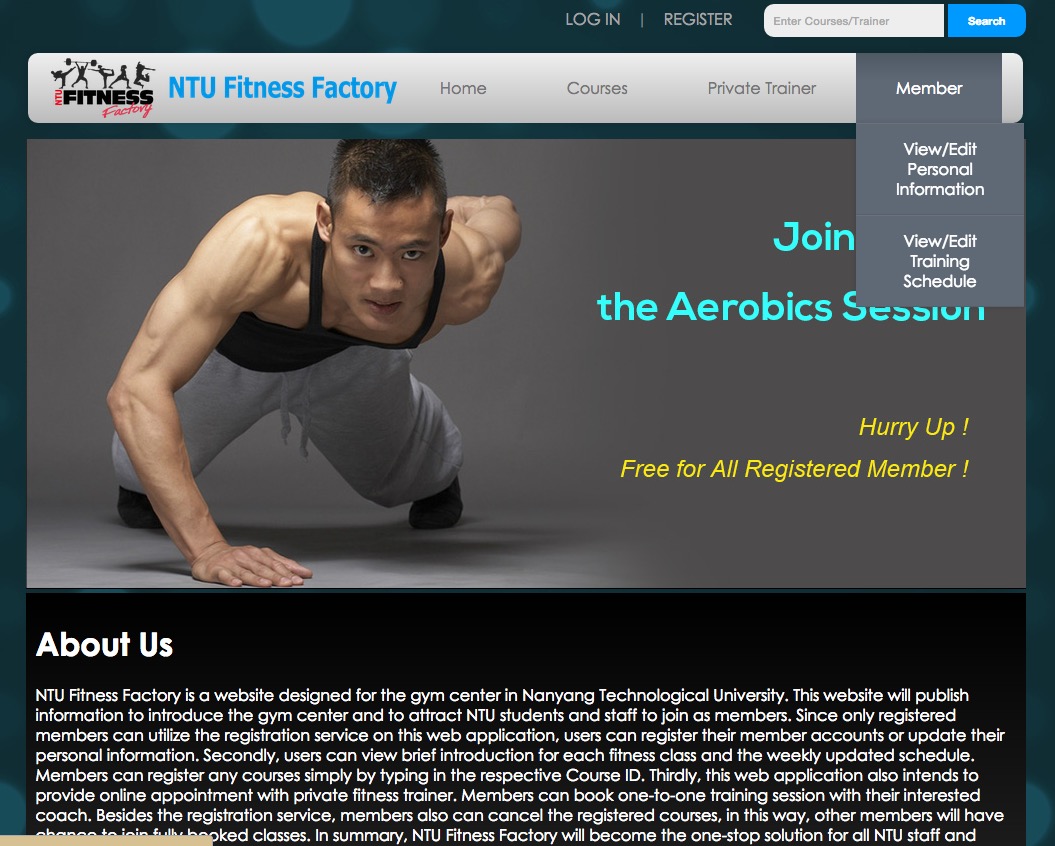 LOG IN | REGISTER Enter Courses/Trainer Search
NTU FITNESS Factory
NTU Fitness Factory Home Courses Private Trainer Member
View/Edit
Personal
Information
View/Edit
Training
Schedule
Join
the Aerobics Session
Hurry Up !
Free for All Registered Member !
About Us
NTU Fitness Factory is a website designed for the gym center in Nanyang Technological University. This website will publish
information to introduce the gym center and to attract NTU students and staff to join as members. Since only registered
members can utilize the registration service on this web application, users can register their member accounts or update their
personal information. Secondly, users can view brief introduction for each fitness class and the weekly updated schedule.
Members can register any courses simply by typing in the respective Course ID. Thirdly, this web application also intends to
provide online appointment with private fitness trainer. Members can book one-to-one training session with their interested
coach. Besides the registration service, members also can cancel the registered courses, in this way, other members will have
chance to join fully booked classes. In summary, NTU Fitness Factory will become the one-stop solution for all NTU staff and